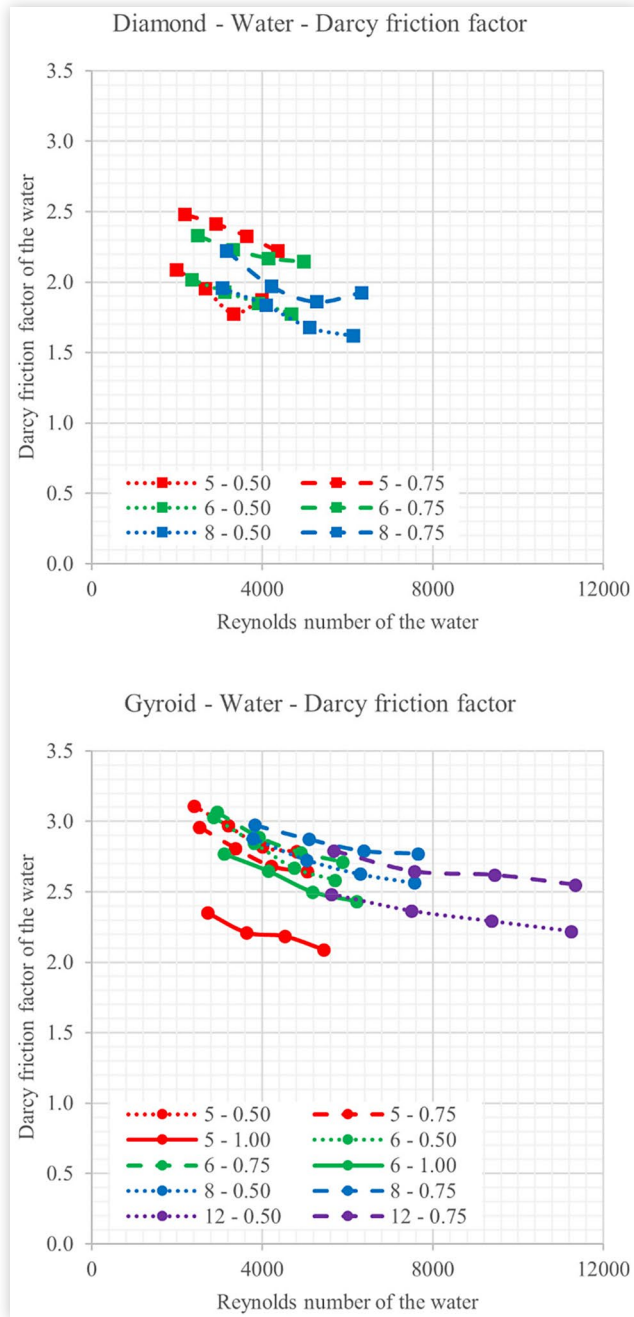 Diamond - Water - Darcy friction factor
Darcy friction factor of the water
3.5
3.0
2.5
2.0
1.5
1.0
0.5
0.0
5 - 0.50 5 - 0.75
6 - 0.50 6 - 0.75
8 - 0.50 8 - 0.75
0 4000 8000 12000
Reynolds number of the water
Gyroid - Water - Darcy friction factor
Darcy friction factor of the water
3.5
3.0
2.5
2.0
1.5
1.0
0.5
0.0
5 - 0.50 5 - 0.75
5 - 1.00 6 - 0.50
6 - 0.75 6 - 1.00
8 - 0.50 8 - 0.75
12 - 0.50 12 - 0.75
0 4000 8000 12000
Reynolds number of the water